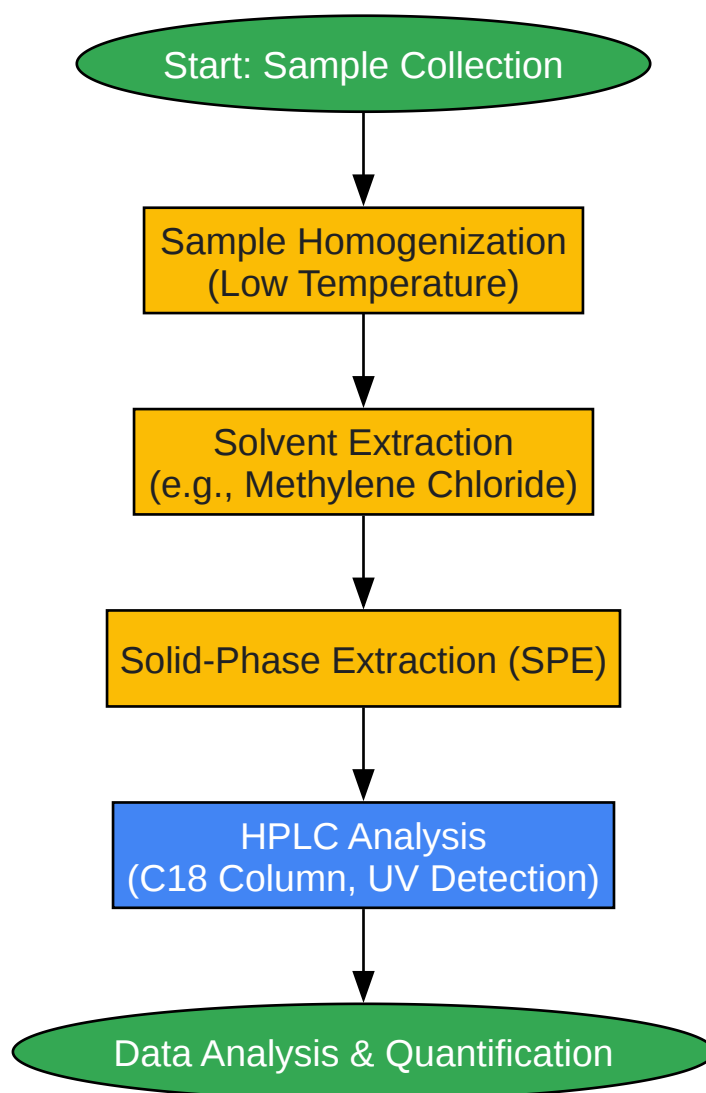 Start: Sample Collection
Sample Homogenization
(Low Temperature)
Solvent Extraction
(e.g., Methylene Chloride)
Solid-Phase Extraction (SPE)
HPLC Analysis
(C18 Column, UV Detection)
Data Analysis & Quantification